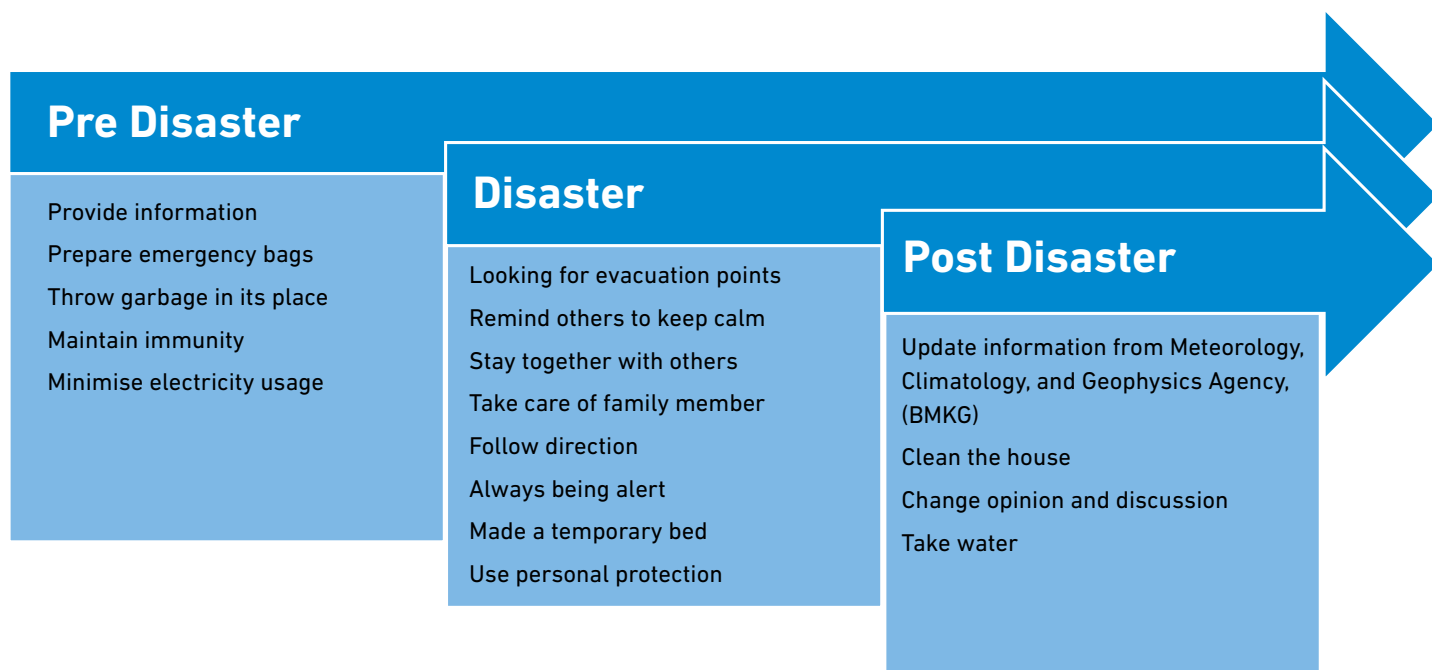 Pre Disaster
Provide information
Prepare emergency bags
Throw garbage in its place
Maintain immunity
Minimise electricity usage
Disaster
Looking for evacuation points
Remind others to keep calm
Stay together with others
Take care of family member
Follow direction
Always being alert
Made a temporary bed
Use personal protection
Post Disaster
Update information from Meteorology,
Climatology, and Geophysics Agency,
(BMKG)
Clean the house
Change opinion and discussion
Take water